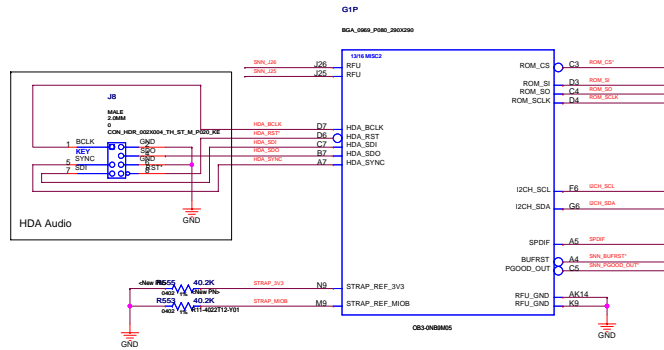 G1P
BGA_0969_P080_290X290
13/16 MISC2
SNN_J26 J26 RFU
SNN_J25 J25 RFU
ROM_CS C3 ROM_CS*
ROM_SI D3 ROM_SI
ROM_SO C4 ROM_SO
ROM_SCLK D4 ROM_SCLK
J8
MALE
2.0MM
0
CON_HDR_002X004_TH_ST_M_P020_KE
HDA_BCLK D7 HDA_BCLK
HDA_RST* D6 HDA_RST
HDA_SDI C7 HDA_SDI
HDA_SDO B7 HDA_SDO
HDA_SYNC A7 HDA_SYNC
1 BCLK GND
KEY SDO 4
5 SYNC GND 6
7 SDI RST* 8
GND
HDA Audio
I2CH_SCL F6 I2CH_SCL
I2CH_SDA G6 I2CH_SDA
SPDIF A5 SPDIF
BUFRST A4 SNN_BUFRST*
PGOOD_OUT C5 SNN_PGOOD_OUT*
<New PN> R555 40.2K STRAP_3V3 N9 STRAP_REF_3V3
0402 1% <New PN>
R553 40.2K STRAP_MIOB M9 STRAP_REF_MIOB
0402 1% R11-4022T12-Y01
RFU_GND AK14
RFU_GND K9
GND
GND
OB3-0NB9M05